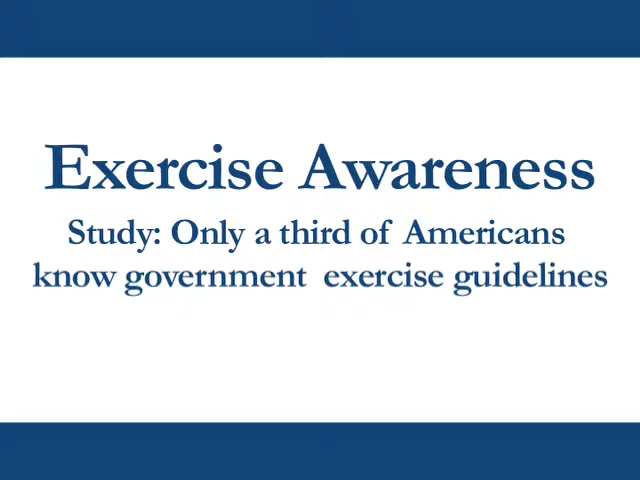 Exercise Awareness
Study: Only a third of Americans
know government exercise guidelines